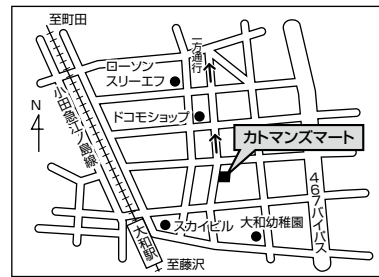 至町田
一方通行
ローソン
スリーエフ
小田急江ノ島線
N
ドコモショップ
カトマンズマート
467バイパス
スカイビル
大和幼稚園
大和駅
至藤沢